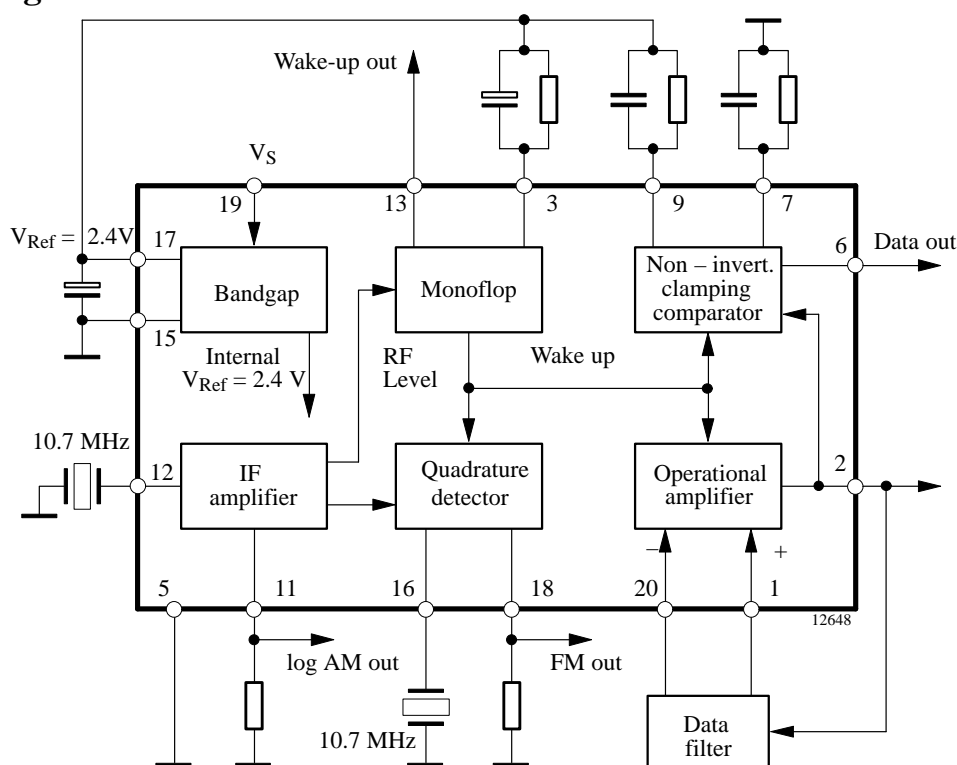 Wake-up out
V_S
19
13
3
9
7
V_Ref = 2.4V
17
6
Data out
Bandgap
Monoflop
Non – invert.
clamping
comparator
15
Internal
V_Ref = 2.4 V
RF
Level
Wake up
10.7 MHz
12
IF
amplifier
Quadrature
detector
Operational
amplifier
2
–
+
5
11
16
18
20
1
12648
log AM out
FM out
10.7 MHz
Data
filter